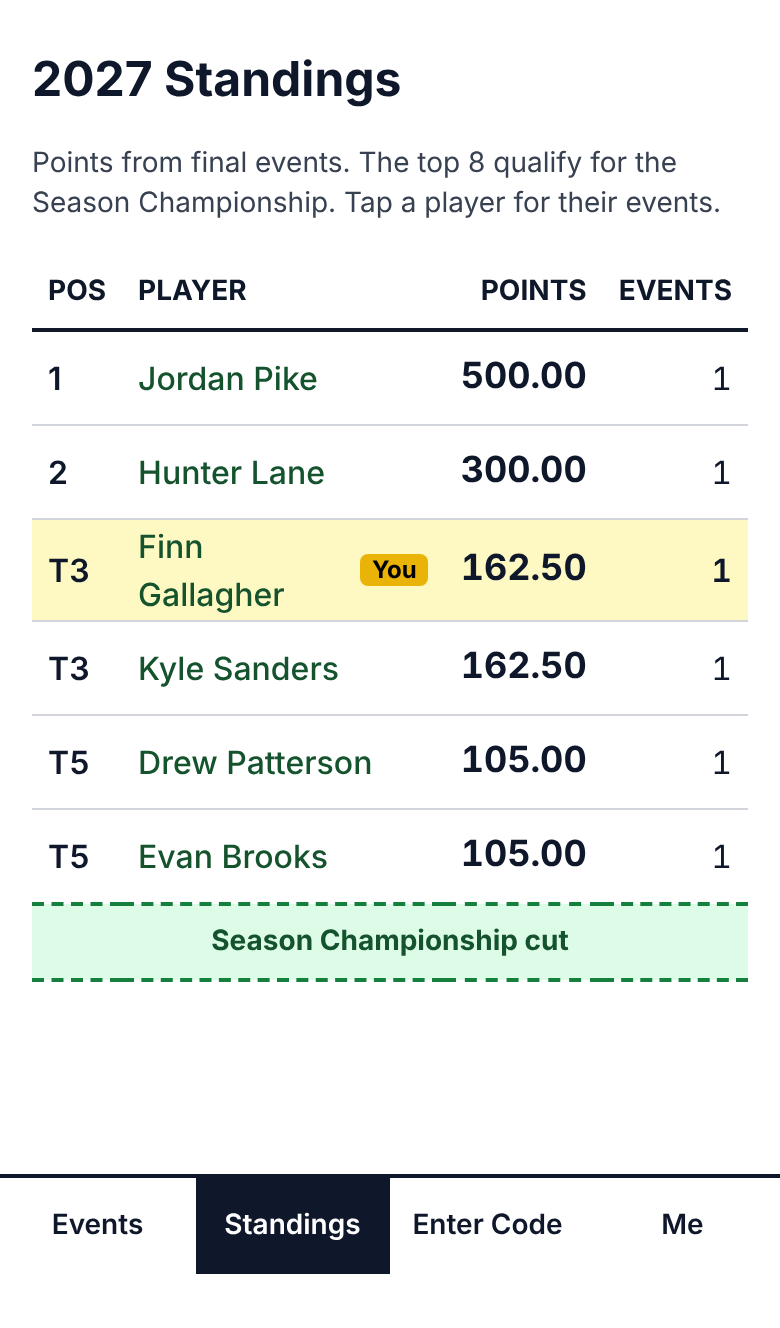 2027 Standings
Points from final events. The top 8 qualify for the
Season Championship. Tap a player for their events.
POS PLAYER POINTS EVENTS
1 Jordan Pike 500.00 1
2 Hunter Lane 300.00 1
T3 Finn Gallagher You 162.50 1
T3 Kyle Sanders 162.50 1
T5 Drew Patterson 105.00 1
T5 Evan Brooks 105.00 1
Season Championship cut
Events Standings Enter Code Me